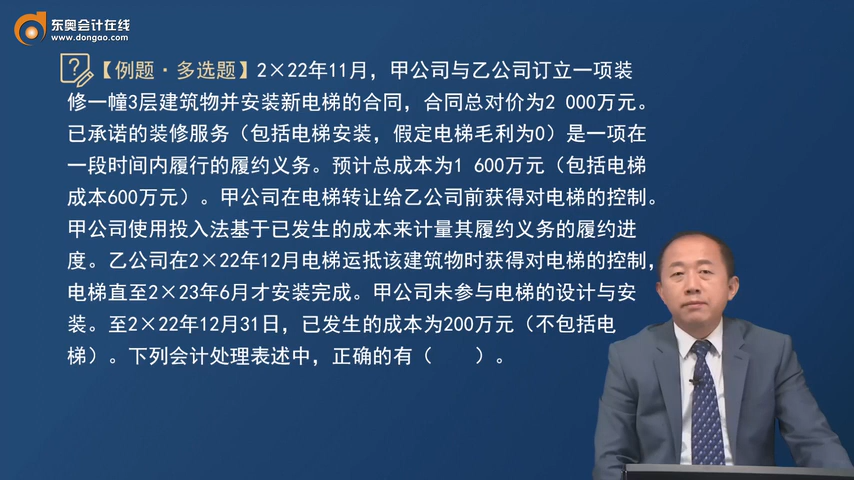 东奥会计在线
www.dongao.com
【例题·多选题】2×22年11月，甲公司与乙公司订立一项装
修一幢3层建筑物并安装新电梯的合同，合同总对价为2 000万元。
已承诺的装修服务（包括电梯安装，假定电梯毛利为0）是一项在
一段时间内履行的履约义务。预计总成本为1 600万元（包括电梯
成本600万元）。甲公司在电梯转让给乙公司前获得对电梯的控制。
甲公司使用投入法基于已发生的成本来计量其履约义务的履约进
度。乙公司在2×22年12月电梯运抵该建筑物时获得对电梯的控制，
电梯直至2×23年6月才安装完成。甲公司未参与电梯的设计与安
装。至2×22年12月31日，已发生的成本为200万元（不包括电
梯）。下列会计处理表述中，正确的有（　　）。